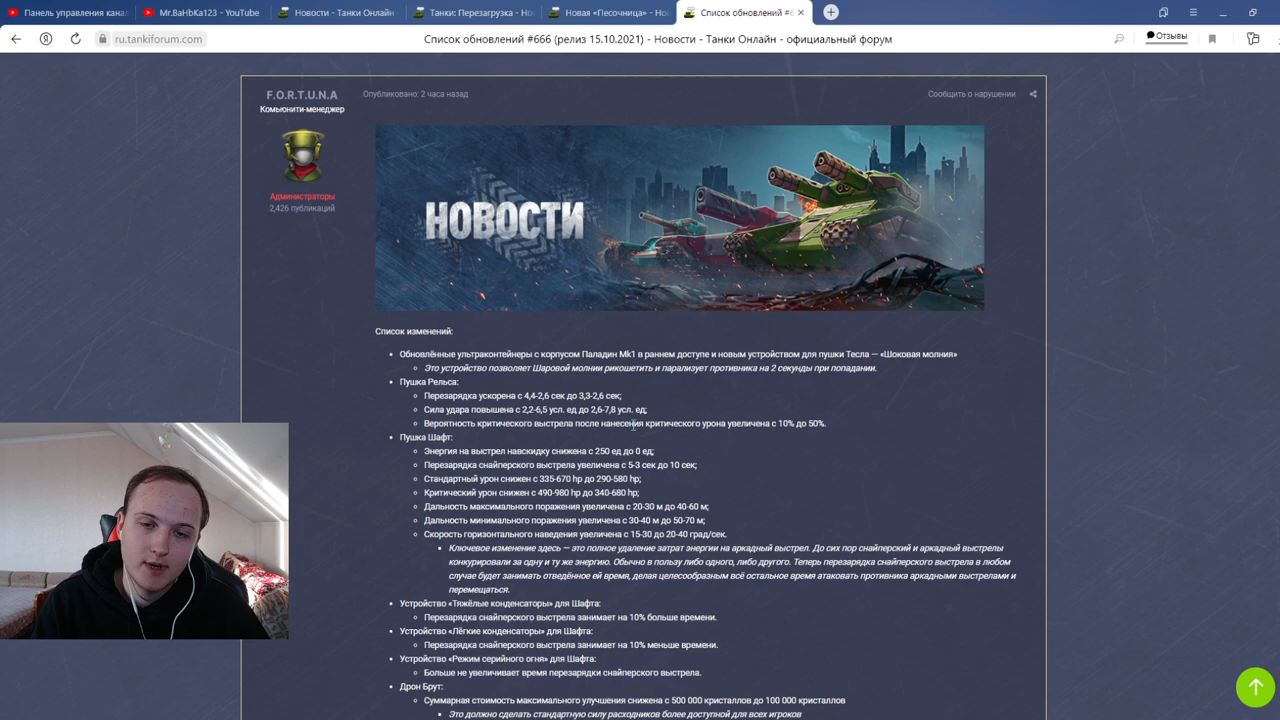 Панель управления кана
Mr.BaHbKa123 - YouTube
Новости - Танки Онлайн
Танки: Перезагрузка - Но
Новая «Песочница» - Но
Список обновлений #6
ru.tankiforum.com
Список обновлений #666 (релиз 15.10.2021) - Новости - Танки Онлайн - официальный форум
Отзывы
F.O.R.T.U.N.A
Комьюнити-менеджер
Администраторы
2,426 публикаций
Опубликовано: 2 часа назад
Сообщить о нарушении
НОВОСТИ
Список изменений:
Обновлённые ультраконтейнеры с корпусом Паладин Mk1 в раннем доступе и новым устройством для пушки Тесла — «Шоковая молния»
Это устройство позволяет Шаровой молнии рикошетить и парализует противника на 2 секунды при попадании.
Пушка Рельса:
Перезарядка ускорена с 4,4-2,6 сек до 3,3-2,6 сек;
Сила удара повышена с 2,2-6,5 усл. ед до 2,6-7,8 усл. ед;
Вероятность критического выстрела после нанесения критического урона увеличена с 10% до 50%.
Пушка Шафт:
Энергия на выстрел навскидку снижена с 250 ед до 0 ед;
Перезарядка снайперского выстрела увеличена с 5-3 сек до 10 сек;
Стандартный урон снижен с 335-670 hp до 290-580 hp;
Критический урон снижен с 490-980 hp до 340-680 hp;
Дальность максимального поражения увеличена с 20-30 м до 40-60 м;
Дальность минимального поражения увеличена с 30-40 м до 50-70 м;
Скорость горизонтального наведения увеличена с 15-30 до 20-40 град/сек.
Ключевое изменение здесь — это полное удаление затрат энергии на аркадный выстрел. До сих пор снайперский и аркадный выстрелы
конкурировали за одну и ту же энергию. Обычно в пользу либо одного, либо другого. Теперь перезарядка снайперского выстрела в любом
случае будет занимать отведённое ей время, делая целесообразным всё остальное время атаковать противника аркадными выстрелами и
перемещаться.
Устройство «Тяжёлые конденсаторы» для Шафта:
Перезарядка снайперского выстрела занимает на 10% больше времени.
Устройство «Лёгкие конденсаторы» для Шафта:
Перезарядка снайперского выстрела занимает на 10% меньше времени.
Устройство «Режим серийного огня» для Шафта:
Больше не увеличивает время перезарядки снайперского выстрела.
Дрон Брут:
Суммарная стоимость максимального улучшения снижена с 500 000 кристаллов до 100 000 кристаллов
Это должно сделать стандартную силу расходников более доступной для всех игроков